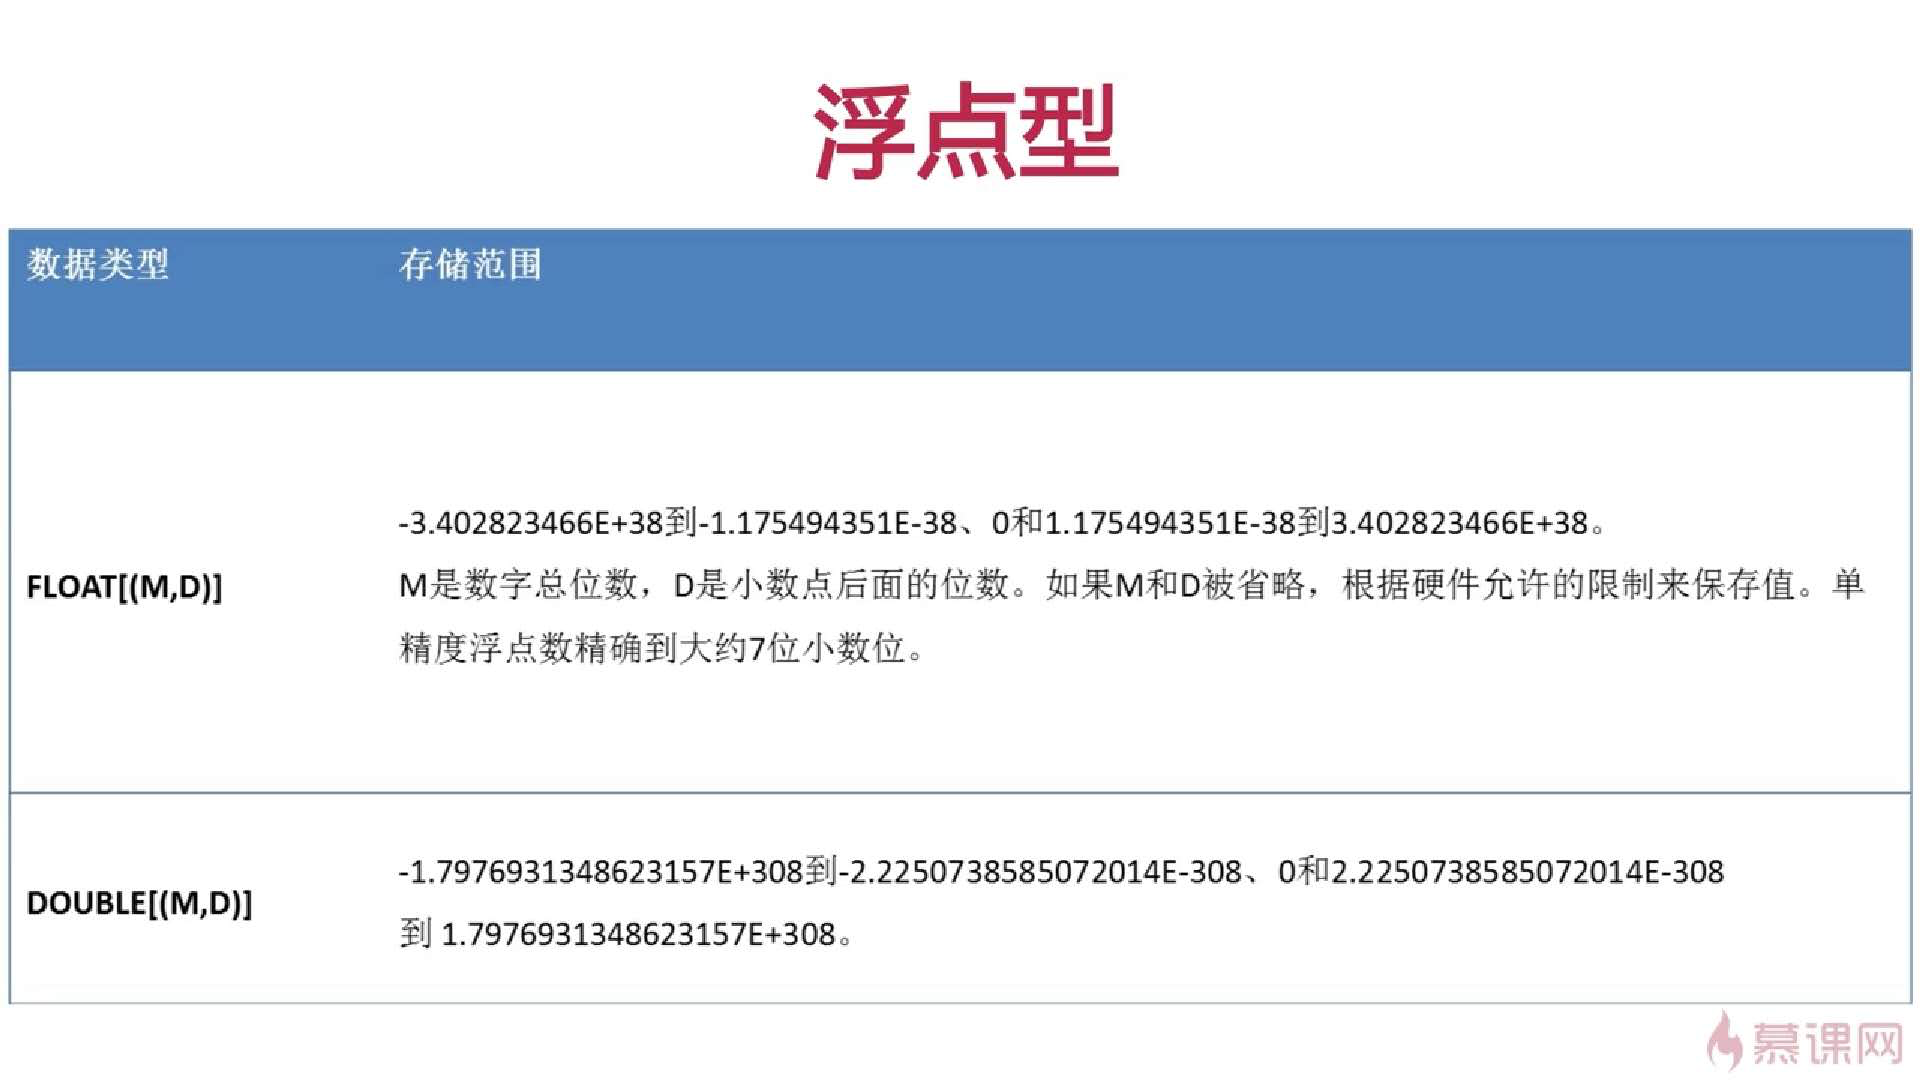 浮点型
数据类型
存储范围
FLOAT[(M,D)]
-3.402823466E+38到-1.175494351E-38、0和1.175494351E-38到3.402823466E+38。
M是数字总位数，D是小数点后面的位数。如果M和D被省略，根据硬件允许的限制来保存值。单
精度浮点数精确到大约7位小数位。
DOUBLE[(M,D)]
-1.7976931348623157E+308到-2.2250738585072014E-308、0和2.2250738585072014E-308
到 1.7976931348623157E+308。
慕课网